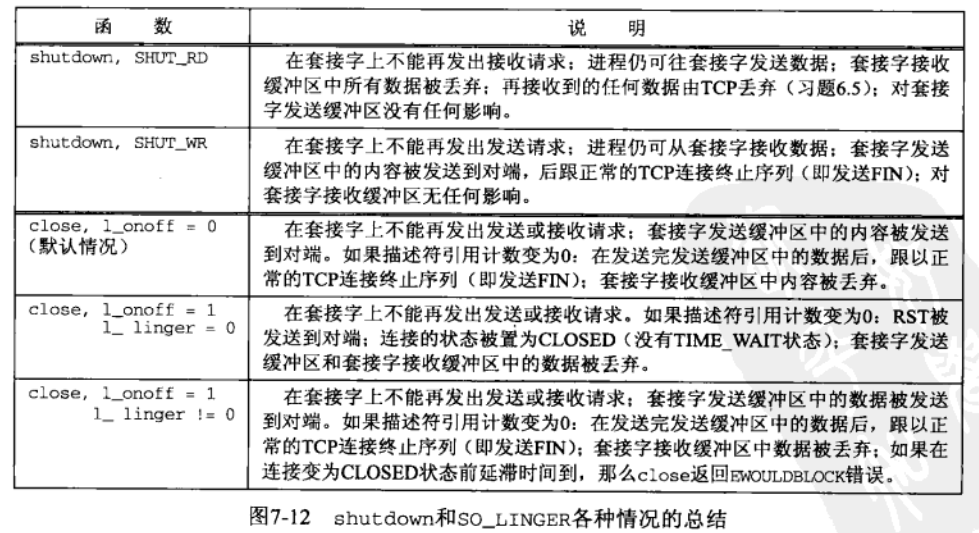 函 数 说 明
shutdown, SHUT_RD 在套接字上不能再发出接收请求；进程仍可往套接字发送数据；套接字接收
缓冲区中所有数据被丢弃；再接收到的任何数据由TCP丢弃（习题6.5）；对套接
字发送缓冲区没有任何影响。
shutdown, SHUT_WR 在套接字上不能再发出发送请求；进程仍可从套接字接收数据；套接字发送
缓冲区中的内容被发送到对端，后跟正常的TCP连接终止序列（即发送FIN）；对
套接字接收缓冲区无任何影响。
close, l_onoff = 0 在套接字上不能再发出发送或接收请求；套接字发送缓冲区中的内容被发送
（默认情况） 到对端。如果描述符引用计数变为0：在发送完发送缓冲区中的数据后，跟以正
常的TCP连接终止序列（即发送FIN）；套接字接收缓冲区中内容被丢弃。
close, l_onoff = 1 在套接字上不能再发出发送或接收请求。如果描述符引用计数变为0：RST被
l_ linger = 0 发送到对端；连接的状态被置为CLOSED（没有TIME_WAIT状态）；套接字发送
缓冲区和套接字接收缓冲区中的数据被丢弃。
close, l_onoff = 1 在套接字上不能再发出发送或接收请求；套接字发送缓冲区中的数据被发送
l_ linger != 0 到对端。如果描述符引用计数变为0：在发送完发送缓冲区中的数据后，跟以正
常的TCP连接终止序列（即发送FIN）；套接字接收缓冲区中数据被丢弃；如果在
连接变为CLOSED状态前延滞时间到，那么close返回EWOULDBLOCK错误。
图7-12 shutdown和SO_LINGER各种情况的总结